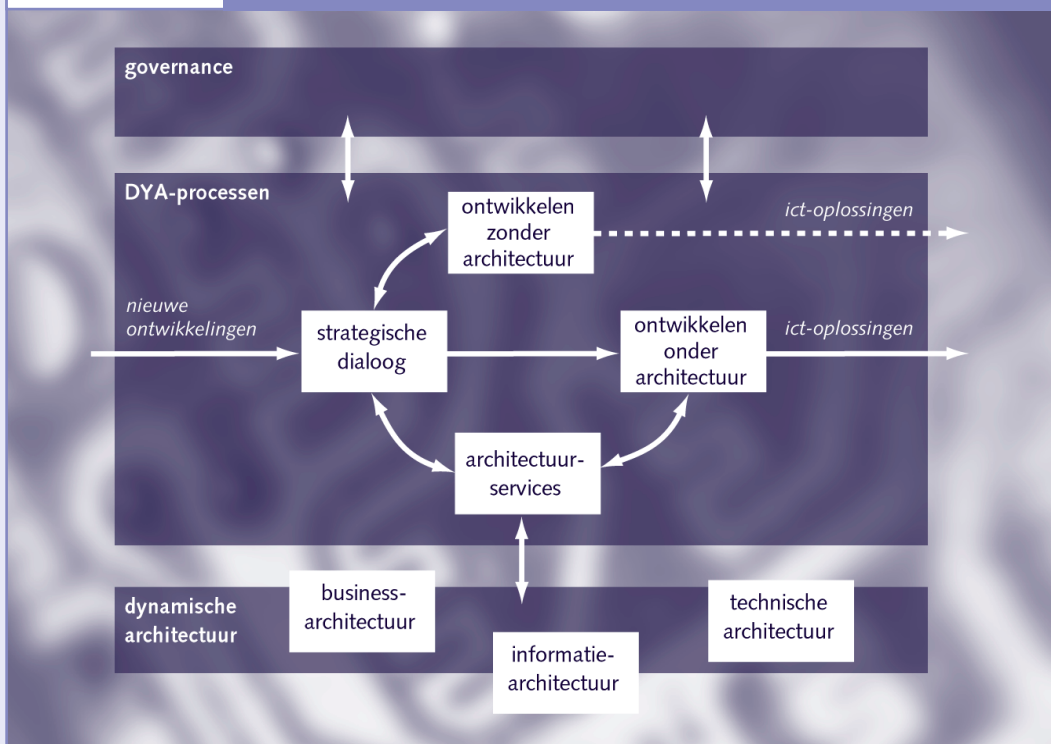 governance
DYA-processen
ontwikkelen
zonder
architectuur
ict-oplossingen
nieuwe
ontwikkelingen
strategische
dialoog
ontwikkelen
onder
architectuur
ict-oplossingen
architectuur-
services
dynamische
architectuur
business-
architectuur
informatie-
architectuur
technische
architectuur